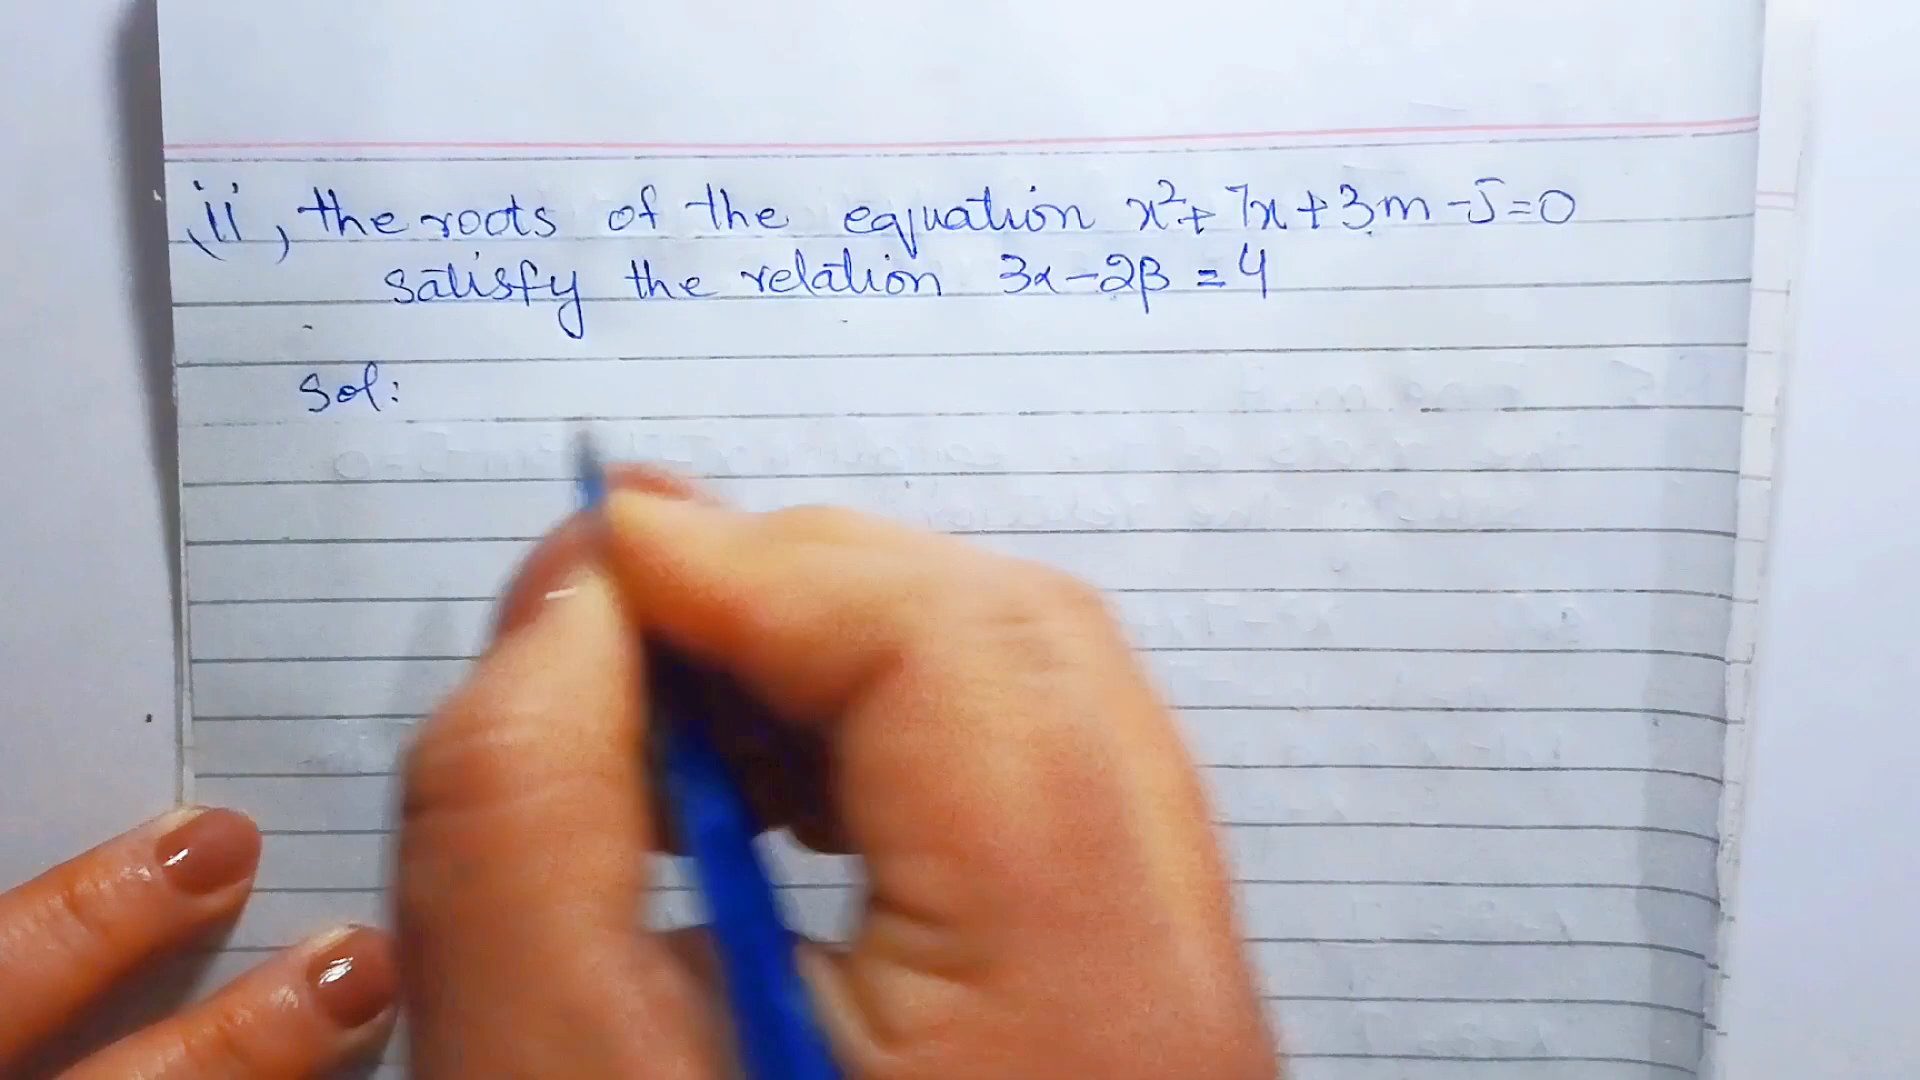 ii, the roots of the equation x²+7x+3m-5=0
satisfy the relation 3α-2β=4
Sol: